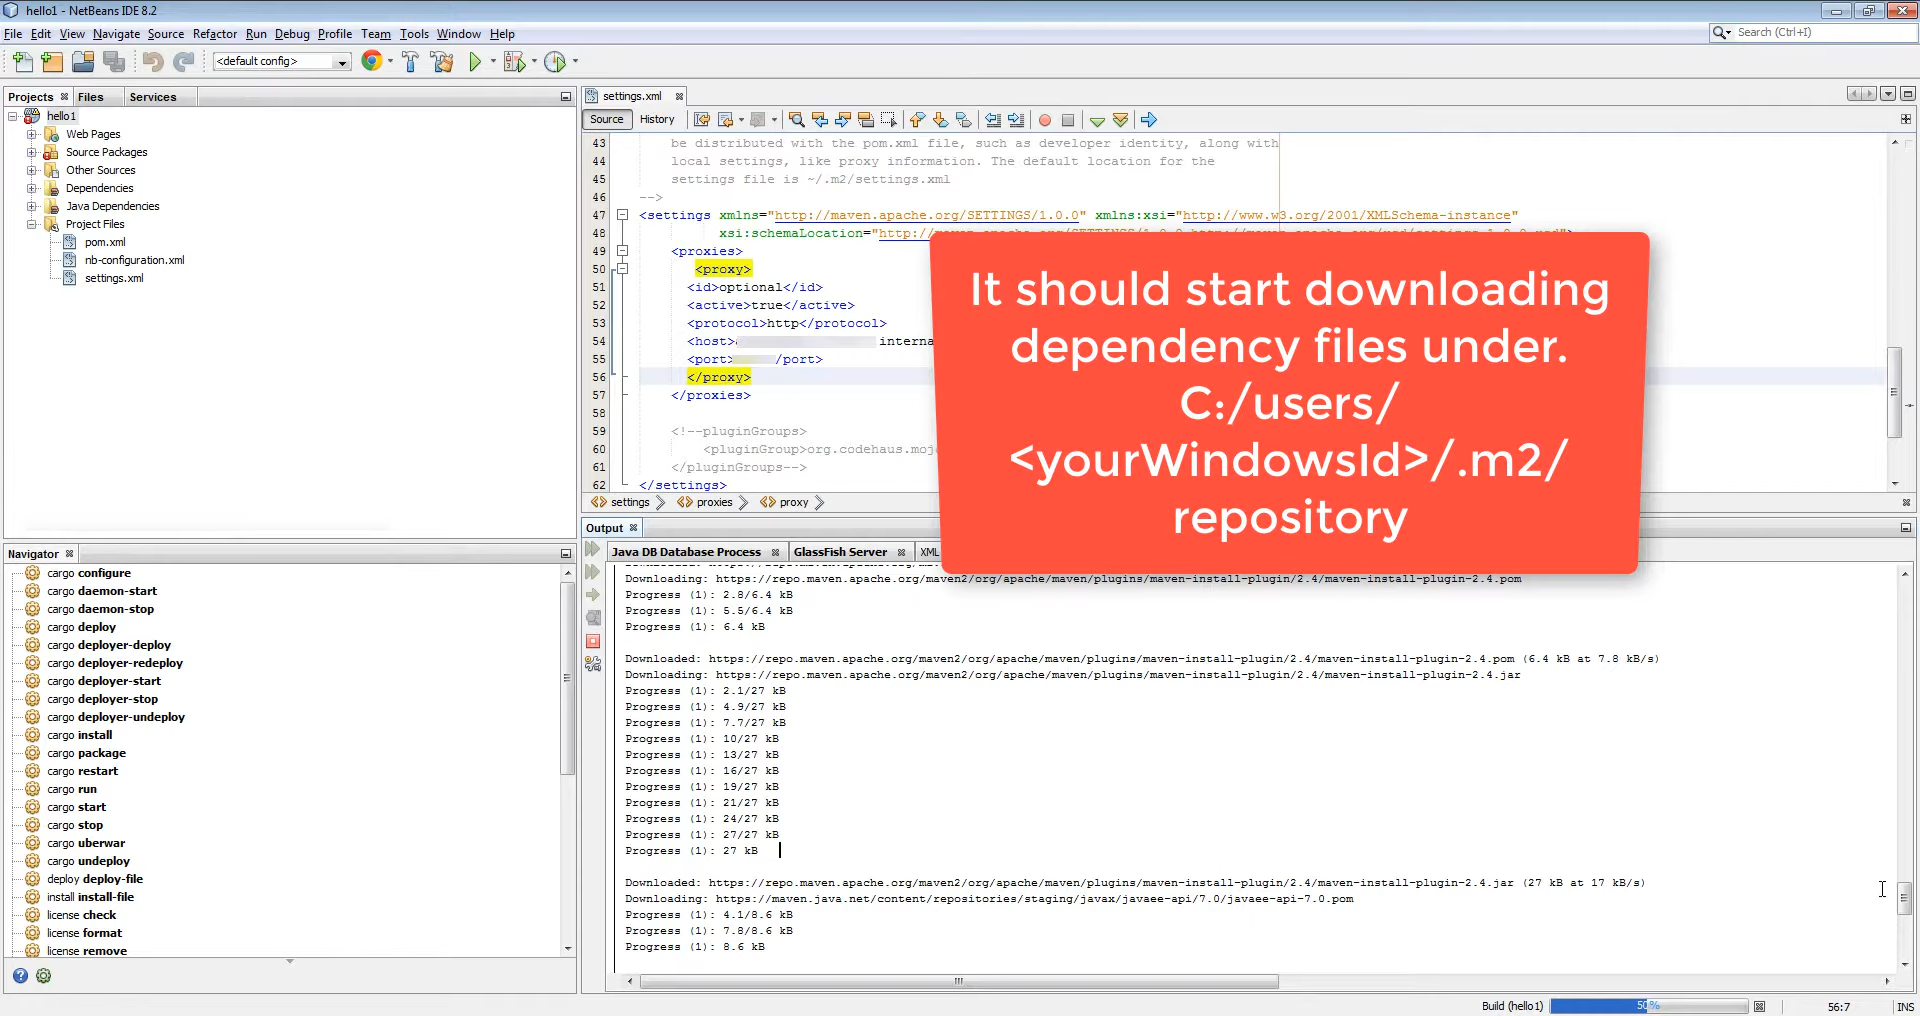 hello1 - NetBeans IDE 8.2
File Edit View Navigate Source Refactor Run Debug Profile Team Tools Window Help
Search (Ctrl+I)
<default config>
Projects Files Services
hello1
Web Pages
Source Packages
Other Sources
Dependencies
Java Dependencies
Project Files
pom.xml
nb-configuration.xml
settings.xml
settings.xml
Source History
43 be distributed with the pom.xml file, such as developer identity, along with
44 local settings, like proxy information. The default location for the
45 settings file is ~/.m2/settings.xml
46 -->
47 <settings xmlns="http://maven.apache.org/SETTINGS/1.0.0" xmlns:xsi="http://www.w3.org/2001/XMLSchema-instance"
48 xsi:schemaLocation="http://
49 <proxies>
50 <proxy>
51 <id>optional</id>
52 <active>true</active>
53 <protocol>http</protocol>
54 <host> interna
55 <port> /port>
56 </proxy>
57 </proxies>
58
59 <!--pluginGroups>
60 <pluginGroup>org.codehaus.moj
61 </pluginGroups-->
62 </settings>
settings proxies proxy
It should start downloading
dependency files under.
C:/users/
<yourWindowsId>/.m2/
repository
Output
Java DB Database Process GlassFish Server XML
Downloading: https://repo.maven.apache.org/maven2/org/apache/maven/plugins/maven-install-plugin/2.4/maven-install-plugin-2.4.pom
Progress (1): 2.8/6.4 kB
Progress (1): 5.5/6.4 kB
Progress (1): 6.4 kB
Downloaded: https://repo.maven.apache.org/maven2/org/apache/maven/plugins/maven-install-plugin/2.4/maven-install-plugin-2.4.pom (6.4 kB at 7.8 kB/s)
Downloading: https://repo.maven.apache.org/maven2/org/apache/maven/plugins/maven-install-plugin/2.4/maven-install-plugin-2.4.jar
Progress (1): 2.1/27 kB
Progress (1): 4.9/27 kB
Progress (1): 7.7/27 kB
Progress (1): 10/27 kB
Progress (1): 13/27 kB
Progress (1): 16/27 kB
Progress (1): 19/27 kB
Progress (1): 21/27 kB
Progress (1): 24/27 kB
Progress (1): 27/27 kB
Progress (1): 27 kB
Downloaded: https://repo.maven.apache.org/maven2/org/apache/maven/plugins/maven-install-plugin/2.4/maven-install-plugin-2.4.jar (27 kB at 17 kB/s)
Downloading: https://maven.java.net/content/repositories/staging/javax/javaee-api/7.0/javaee-api-7.0.pom
Progress (1): 4.1/8.6 kB
Progress (1): 7.8/8.6 kB
Progress (1): 8.6 kB
Navigator
cargo configure
cargo daemon-start
cargo daemon-stop
cargo deploy
cargo deployer-deploy
cargo deployer-redeploy
cargo deployer-start
cargo deployer-stop
cargo deployer-undeploy
cargo install
cargo package
cargo restart
cargo run
cargo start
cargo stop
cargo uberwar
cargo undeploy
deploy deploy-file
install install-file
license check
license format
license remove
Build (hello1) 50% 56:7 INS